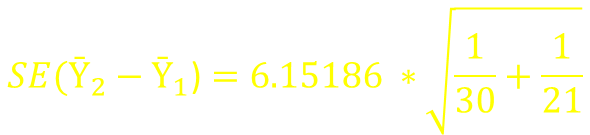 SE(Ȳ₂ − Ȳ₁) = 6.15186 * √(1/30 + 1/21)